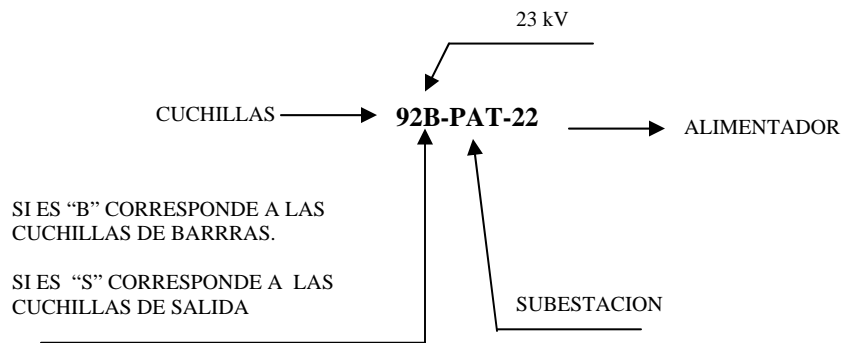 23 kV
CUCHILLAS
92B-PAT-22
ALIMENTADOR
SI ES “B” CORRESPONDE A LAS
CUCHILLAS DE BARRRAS.
SI ES “S” CORRESPONDE A LAS
CUCHILLAS DE SALIDA
SUBESTACION